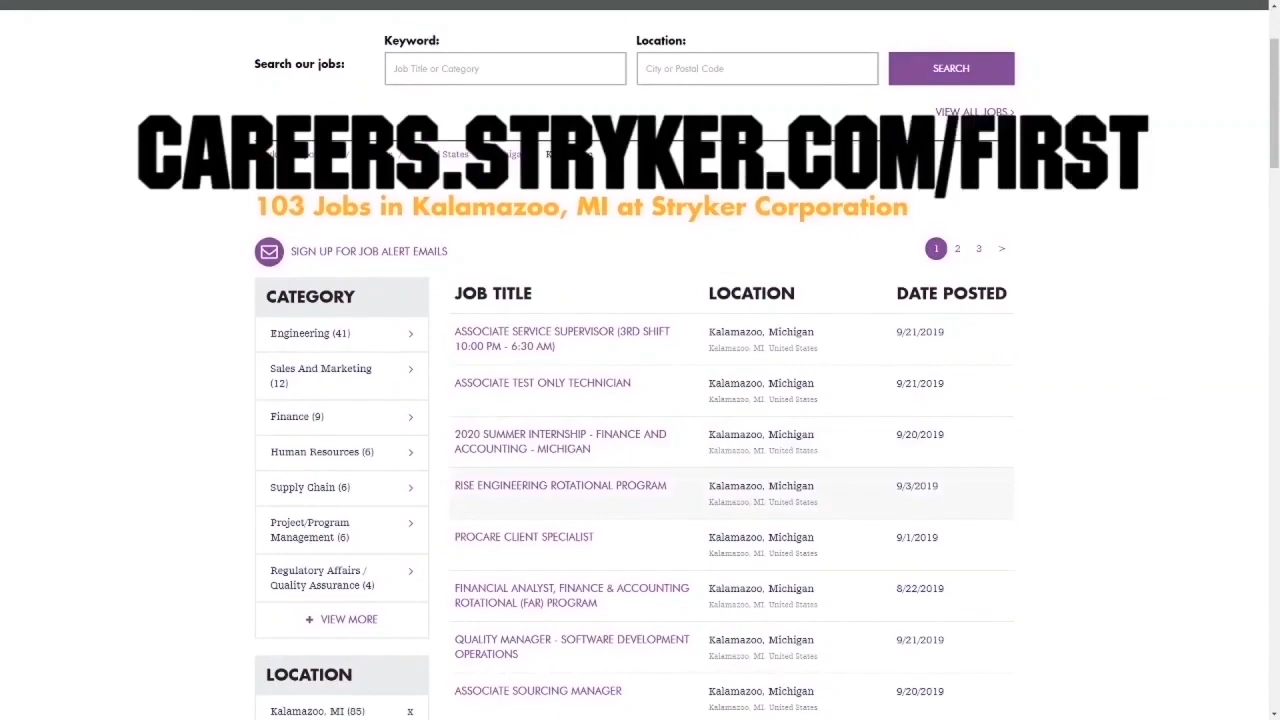 Keyword:
Location:
Search our jobs:
Job Title or Category
City or Postal Code
SEARCH
VIEW ALL JOBS >
CAREERS.STRYKER.COM/FIRST
103 Jobs in Kalamazoo, MI at Stryker Corporation
SIGN UP FOR JOB ALERT EMAILS
1 2 3 >
CATEGORY
Engineering (41)
Sales And Marketing
(12)
Finance (9)
Human Resources (6)
Supply Chain (6)
Project/Program
Management (6)
Regulatory Affairs /
Quality Assurance (4)
+ VIEW MORE
LOCATION
Kalamazoo, MI (85) x
JOB TITLE LOCATION DATE POSTED
ASSOCIATE SERVICE SUPERVISOR (3RD SHIFT Kalamazoo, Michigan 9/21/2019
10:00 PM - 6:30 AM) Kalamazoo, MI, United States
ASSOCIATE TEST ONLY TECHNICIAN Kalamazoo, Michigan 9/21/2019
Kalamazoo, MI, United States
2020 SUMMER INTERNSHIP - FINANCE AND Kalamazoo, Michigan 9/20/2019
ACCOUNTING - MICHIGAN Kalamazoo, MI, United States
RISE ENGINEERING ROTATIONAL PROGRAM Kalamazoo, Michigan 9/3/2019
Kalamazoo, MI, United States
PROCARE CLIENT SPECIALIST Kalamazoo, Michigan 9/1/2019
Kalamazoo, MI, United States
FINANCIAL ANALYST, FINANCE & ACCOUNTING Kalamazoo, Michigan 8/22/2019
ROTATIONAL (FAR) PROGRAM Kalamazoo, MI, United States
QUALITY MANAGER - SOFTWARE DEVELOPMENT Kalamazoo, Michigan 9/21/2019
OPERATIONS Kalamazoo, MI, United States
ASSOCIATE SOURCING MANAGER Kalamazoo, Michigan 9/20/2019
Kalamazoo, MI, United States